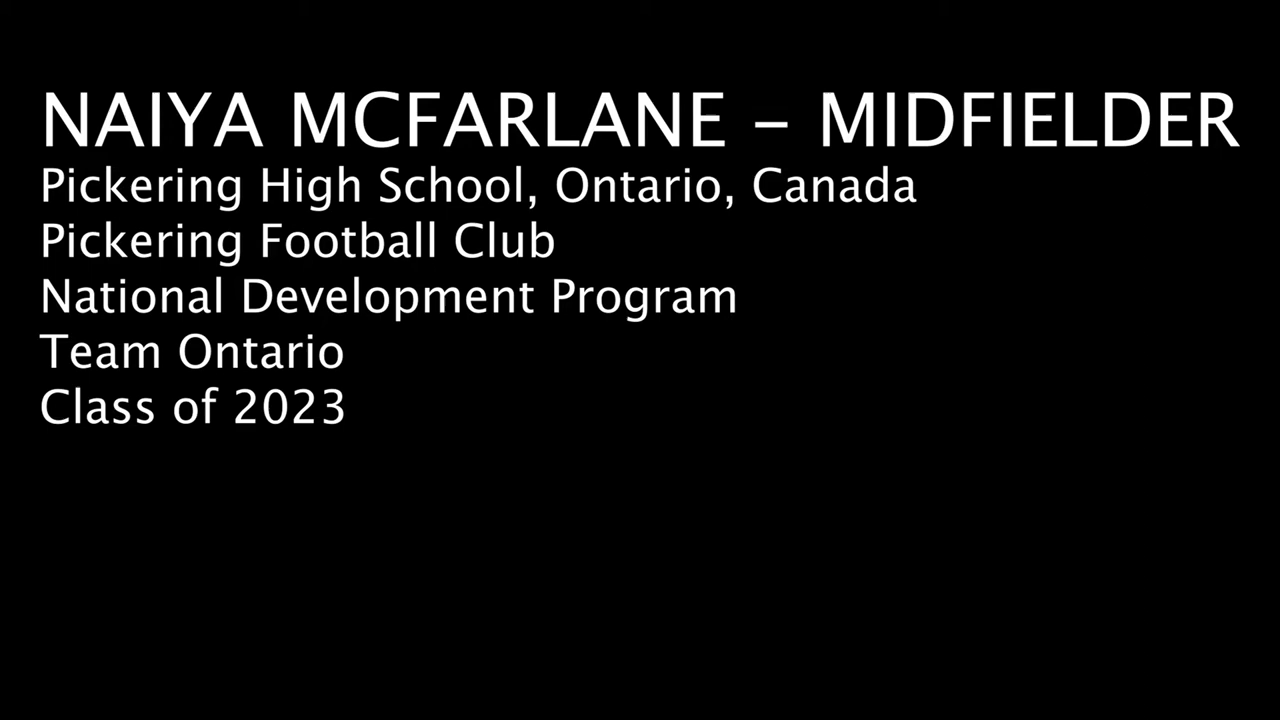 NAIYA MCFARLANE – MIDFIELDER
Pickering High School, Ontario, Canada
Pickering Football Club
National Development Program
Team Ontario
Class of 2023